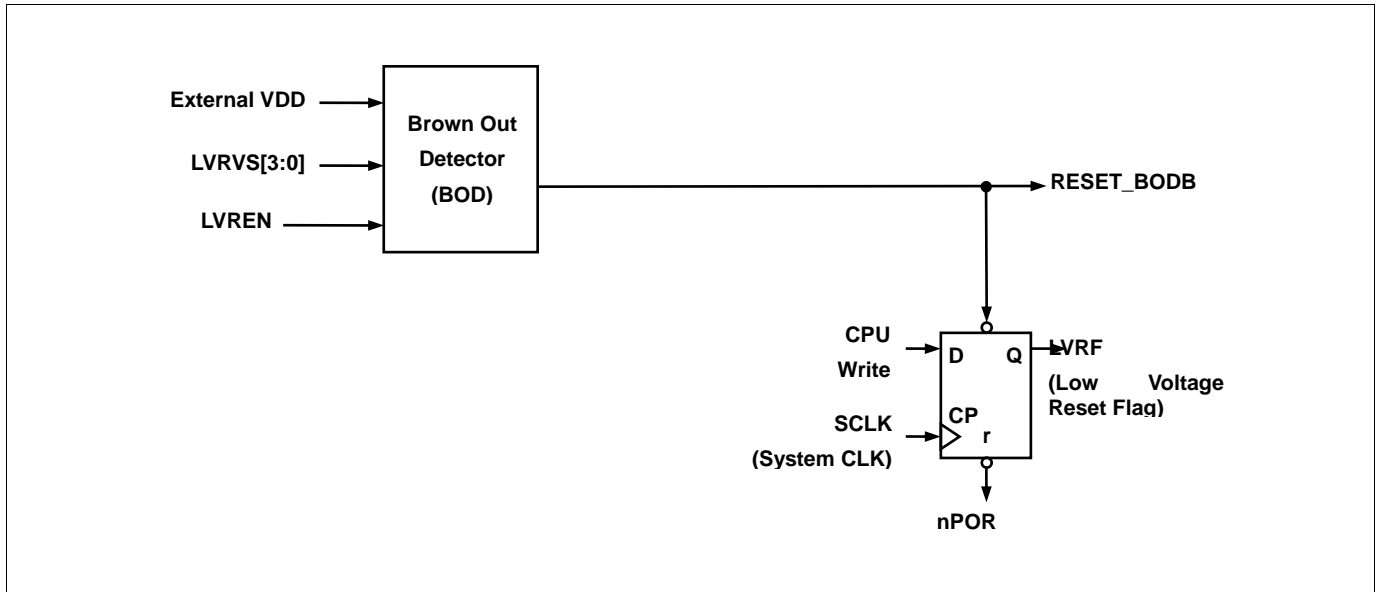 External VDD
LVRVS[3:0]
LVREN
Brown Out
Detector
(BOD)
RESET_BODB
CPU
Write
SCLK
(System CLK)
D
Q
CP
r
LVRF
(Low Voltage
Reset Flag)
nPOR